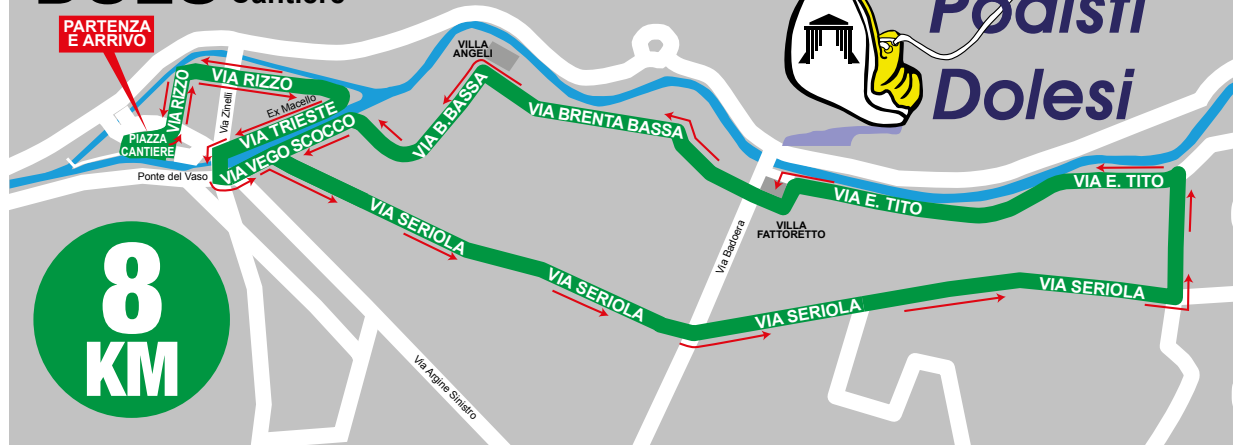 DOLO Cantiere
PARTENZA
E ARRIVO
Podisti
Dolesi
VILLA
ANGELI
VIA RIZZO
VIA RIZZO
Via Zinelli
Ex Macello
VIA TRIESTE
VIA VEGO SCOCCO
VIA B. BASSA
VIA BRENTA BASSA
PIAZZA
CANTIERE
Ponte del Vaso
VIA E. TITO
VIA E. TITO
VILLA
FATTORETTO
Via Badoera
VIA SERIOLA
VIA SERIOLA
VIA SERIOLA
VIA SERIOLA
8
KM
Via Argine Sinistro